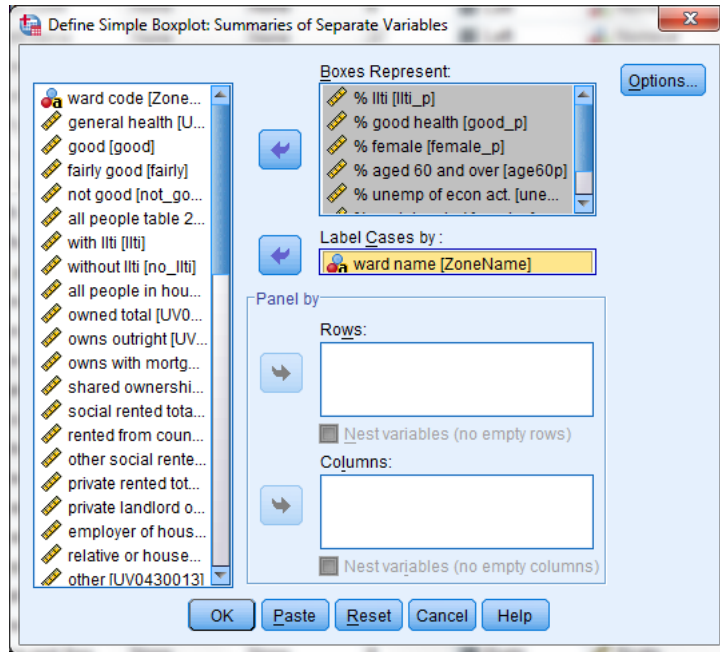 Define Simple Boxplot: Summaries of Separate Variables
ward code [Zone...
general health [U...
good [good]
fairly good [fairly]
not good [not_go...
all people table 2...
with llti [llti]
without llti [no_llti]
all people in hou...
owned total [UV0...
owns outright [UV...
owns with mortg...
shared ownershi...
social rented tota...
rented from coun...
other social rente...
private rented tot...
private landlord o...
employer of hous...
relative or house...
other [UV0430013]
Boxes Represent:
% llti [llti_p]
% good health [good_p]
% female [female_p]
% aged 60 and over [age60p]
% unemp of econ act. [une...
Label Cases by :
ward name [ZoneName]
Panel by
Rows:
Nest variables (no empty rows)
Columns:
Nest variables (no empty columns)
Options...
OK
Paste
Reset
Cancel
Help